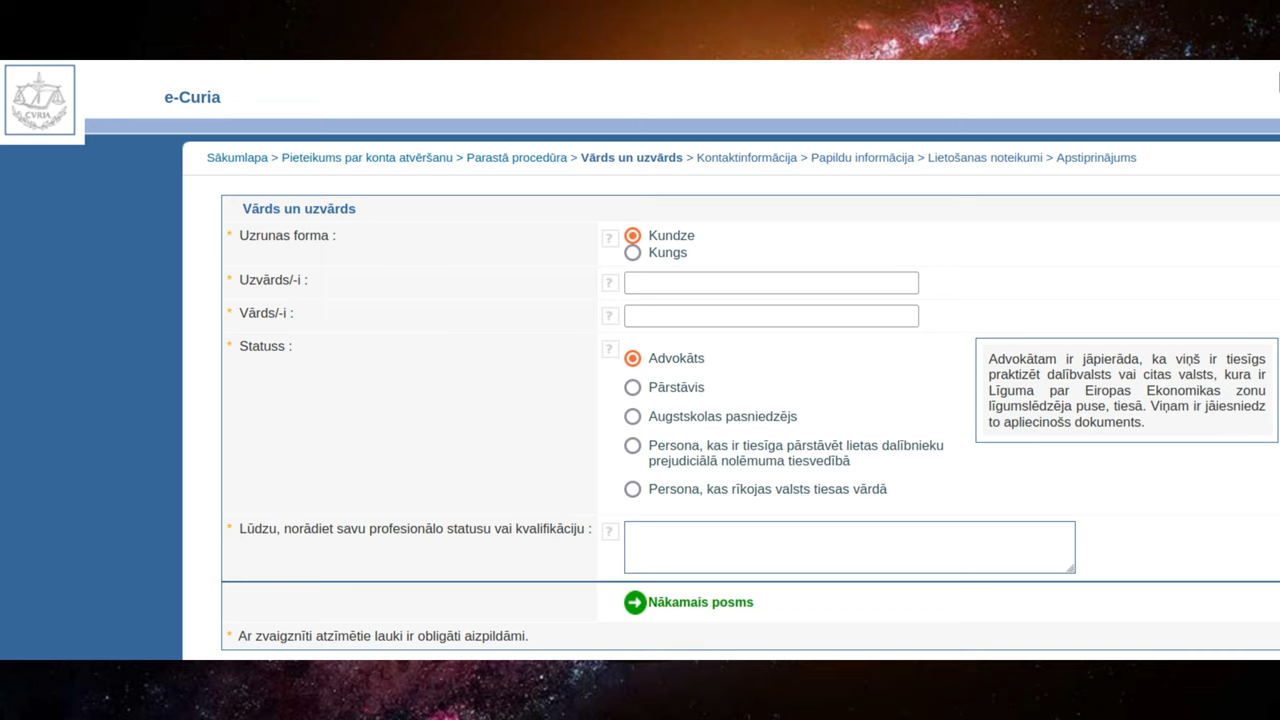 CVRIA
e-Curia
Sākumlapa > Pieteikums par konta atvēršanu > Parastā procedūra > Vārds un uzvārds > Kontaktinformācija > Papildu informācija > Lietošanas noteikumi > Apstiprinājums
Vārds un uzvārds
* Uzrunas forma : ? Kundze
Kungs
* Uzvārds/-i : ?
* Vārds/-i : ?
* Statuss : ?
Advokāts
Pārstāvis
Augstskolas pasniedzējs
Persona, kas ir tiesīga pārstāvēt lietas dalībnieku
prejudiciālā nolēmuma tiesvedībā
Persona, kas rīkojas valsts tiesas vārdā
Advokātam ir jāpierāda, ka viņš ir tiesīgs
praktizēt dalībvalsts vai citas valsts, kura ir
Līguma par Eiropas Ekonomikas zonu
līgumslēdzēja puse, tiesā. Viņam ir jāiesniedz
to apliecinošs dokuments.
* Lūdzu, norādiet savu profesionālo statusu vai kvalifikāciju : ?
Nākamais posms
* Ar zvaigznīti atzīmētie lauki ir obligāti aizpildāmi.